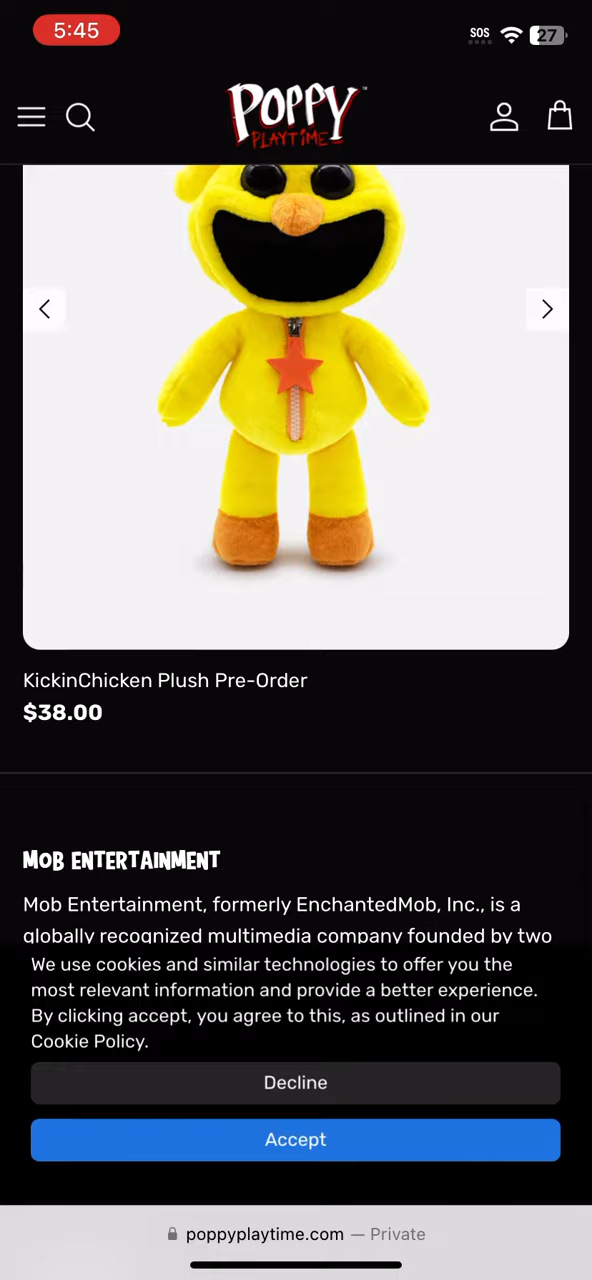 5:45
SOS
27
POPPY
PLAYTIME
™
KickinChicken Plush Pre-Order
$38.00
MOB ENTERTAINMENT
Mob Entertainment, formerly EnchantedMob, Inc., is a
globally recognized multimedia company founded by two
We use cookies and similar technologies to offer you the
most relevant information and provide a better experience.
By clicking accept, you agree to this, as outlined in our
Cookie Policy.
Decline
Accept
poppyplaytime.com — Private